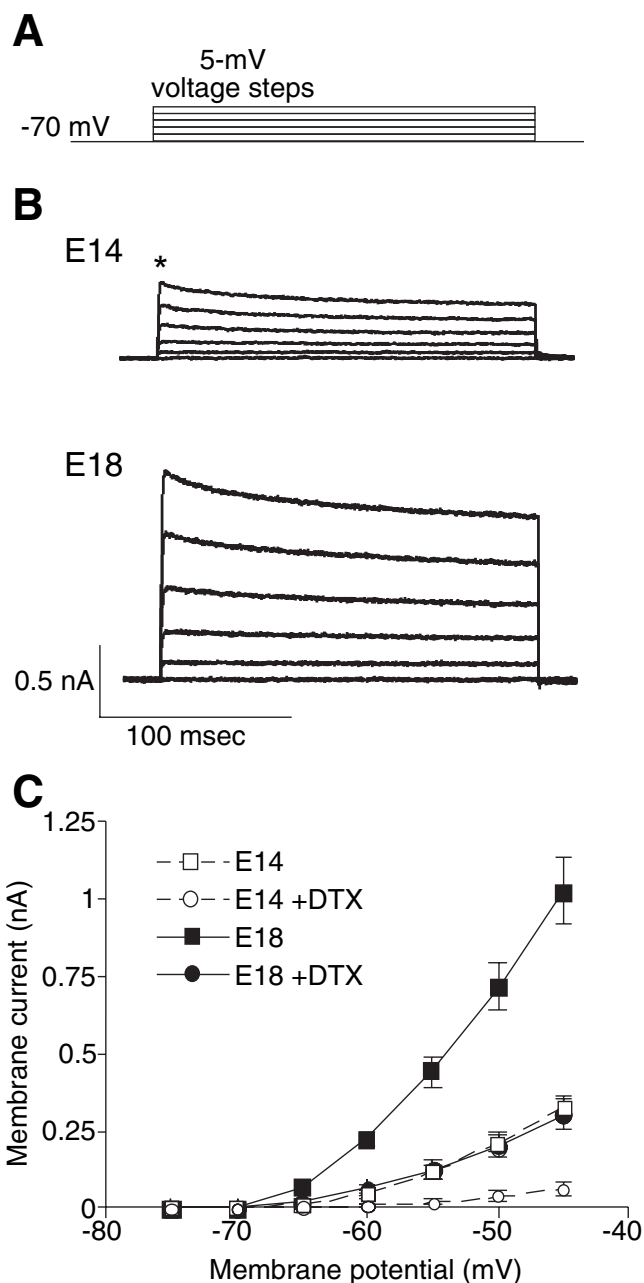 A
5-mV
voltage steps
-70 mV
B
E14
*
E18
0.5 nA
100 msec
C
1.25
1
0.75
0.5
0.25
0
Membrane current (nA)
E14
E14 +DTX
E18
E18 +DTX
-80
-70
-60
-50
-40
Membrane potential (mV)